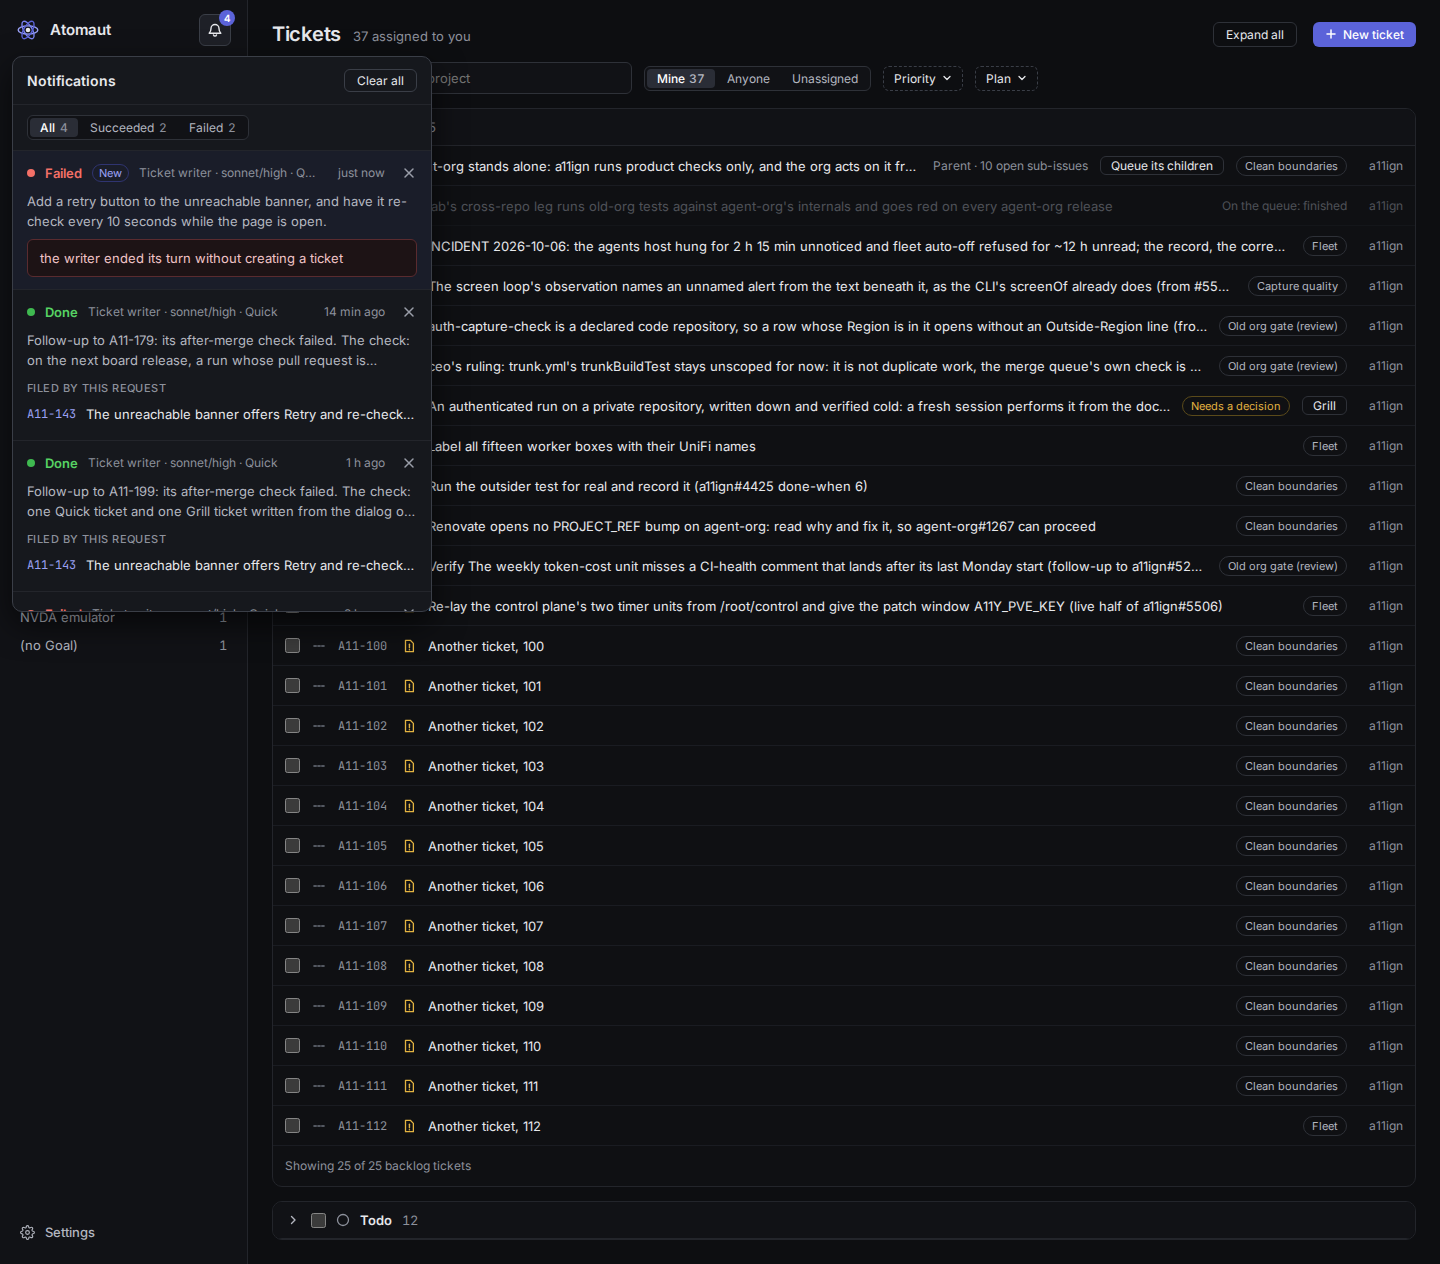 Atomaut
4
Tickets
37 assigned to you
Expand all
New ticket
Notifications
Clear all
project
Mine 37
Anyone
Unassigned
Priority
Plan
All 4
Succeeded 2
Failed 2
Failed
New
Ticket writer · sonnet/high · Q...
just now
Add a retry button to the unreachable banner, and have it re-
check every 10 seconds while the page is open.
the writer ended its turn without creating a ticket
Done
Ticket writer · sonnet/high · Quick
14 min ago
Follow-up to A11-179: its after-merge check failed. The check:
on the next board release, a run whose pull request is...
FILED BY THIS REQUEST
A11-143 The unreachable banner offers Retry and re-check...
Done
Ticket writer · sonnet/high · Quick
1 h ago
Follow-up to A11-199: its after-merge check failed. The check:
one Quick ticket and one Grill ticket written from the dialog o...
FILED BY THIS REQUEST
A11-143 The unreachable banner offers Retry and re-check...
NVDA emulator 1
(no Goal) 1
Settings
t-org stands alone: a11ign runs product checks only, and the org acts on it fr... Parent · 10 open sub-issues Queue its children Clean boundaries a11ign
ab's cross-repo leg runs old-org tests against agent-org's internals and goes red on every agent-org release On the queue: finished a11ign
NCIDENT 2026-10-06: the agents host hung for 2 h 15 min unnoticed and fleet auto-off refused for ~12 h unread; the record, the corre... Fleet a11ign
The screen loop's observation names an unnamed alert from the text beneath it, as the CLI's screenOf already does (from #55... Capture quality a11ign
auth-capture-check is a declared code repository, so a row whose Region is in it opens without an Outside-Region line (fro... Old org gate (review) a11ign
ceo's ruling: trunk.yml's trunkBuildTest stays unscoped for now: it is not duplicate work, the merge queue's own check is ... Old org gate (review) a11ign
An authenticated run on a private repository, written down and verified cold: a fresh session performs it from the doc... Needs a decision Grill a11ign
Label all fifteen worker boxes with their UniFi names Fleet a11ign
Run the outsider test for real and record it (a11ign#4425 done-when 6) Clean boundaries a11ign
Renovate opens no PROJECT_REF bump on agent-org: read why and fix it, so agent-org#1267 can proceed Clean boundaries a11ign
Verify The weekly token-cost unit misses a CI-health comment that lands after its last Monday start (follow-up to a11ign#52... Old org gate (review) a11ign
Re-lay the control plane's two timer units from /root/control and give the patch window A11Y_PVE_KEY (live half of a11ign#5506) Fleet a11ign
A11-100 Another ticket, 100 Clean boundaries a11ign
A11-101 Another ticket, 101 Clean boundaries a11ign
A11-102 Another ticket, 102 Clean boundaries a11ign
A11-103 Another ticket, 103 Clean boundaries a11ign
A11-104 Another ticket, 104 Clean boundaries a11ign
A11-105 Another ticket, 105 Clean boundaries a11ign
A11-106 Another ticket, 106 Clean boundaries a11ign
A11-107 Another ticket, 107 Clean boundaries a11ign
A11-108 Another ticket, 108 Clean boundaries a11ign
A11-109 Another ticket, 109 Clean boundaries a11ign
A11-110 Another ticket, 110 Clean boundaries a11ign
A11-111 Another ticket, 111 Clean boundaries a11ign
A11-112 Another ticket, 112 Fleet a11ign
Showing 25 of 25 backlog tickets
Todo 12